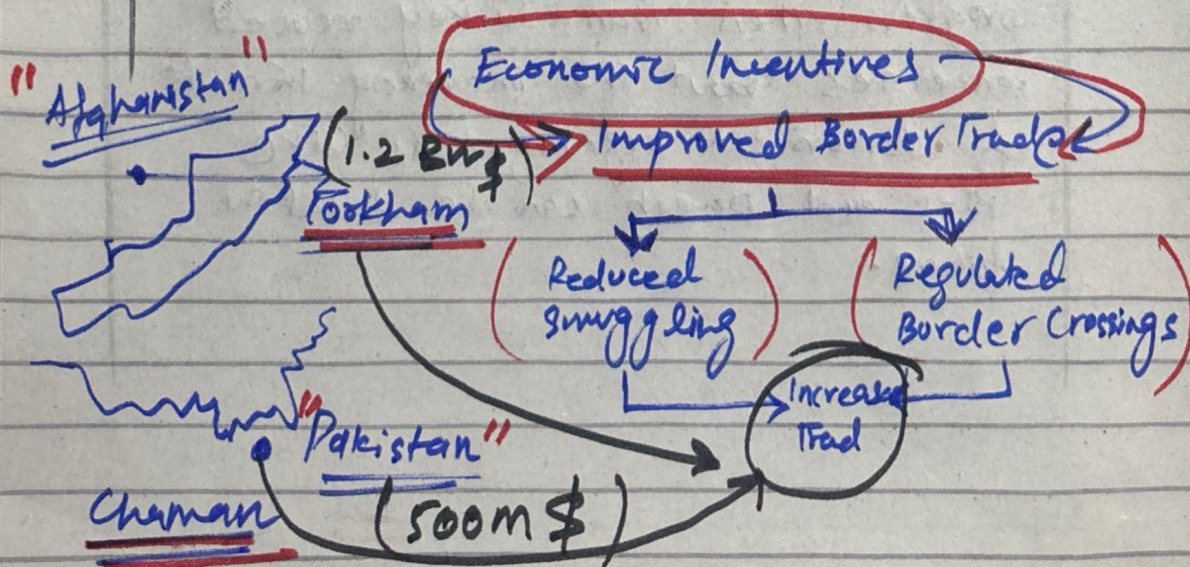 "Afghanistan"
Economic Incentives
(1.2 Bn $)
Improved Border Trade
Torkham
(Reduced
smuggling)
(Regulated
Border Crossings)
Increase
Trad
"Pakistan"
Chaman
(500m $)